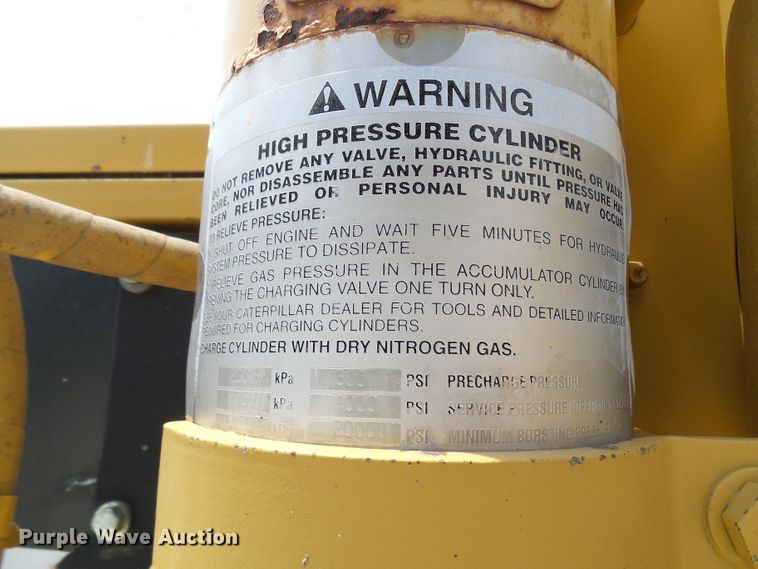 WARNING
HIGH PRESSURE CYLINDER
DO NOT REMOVE ANY VALVE, HYDRAULIC FITTING, OR VALVE
CORE, NOR DISASSEMBLE ANY PARTS UNTIL PRESSURE HAS
BEEN RELIEVED OR PERSONAL INJURY MAY OCCUR.
TO RELIEVE PRESSURE:
SHUT OFF ENGINE AND WAIT FIVE MINUTES FOR HYDRAULIC
SYSTEM PRESSURE TO DISSIPATE.
RELIEVE GAS PRESSURE IN THE ACCUMULATOR CYLINDER BY
OPENING THE CHARGING VALVE ONE TURN ONLY.
SEE YOUR CATERPILLAR DEALER FOR TOOLS AND DETAILED INFORMATION
REQUIRED FOR CHARGING CYLINDERS.
CHARGE CYLINDER WITH DRY NITROGEN GAS.
kPa 300 PSI PRECHARGE PRESSURE
kPa 4000 PSI SERVICE PRESSURE
20000 PSI MINIMUM BURSTING PRESSURE
Purple Wave Auction